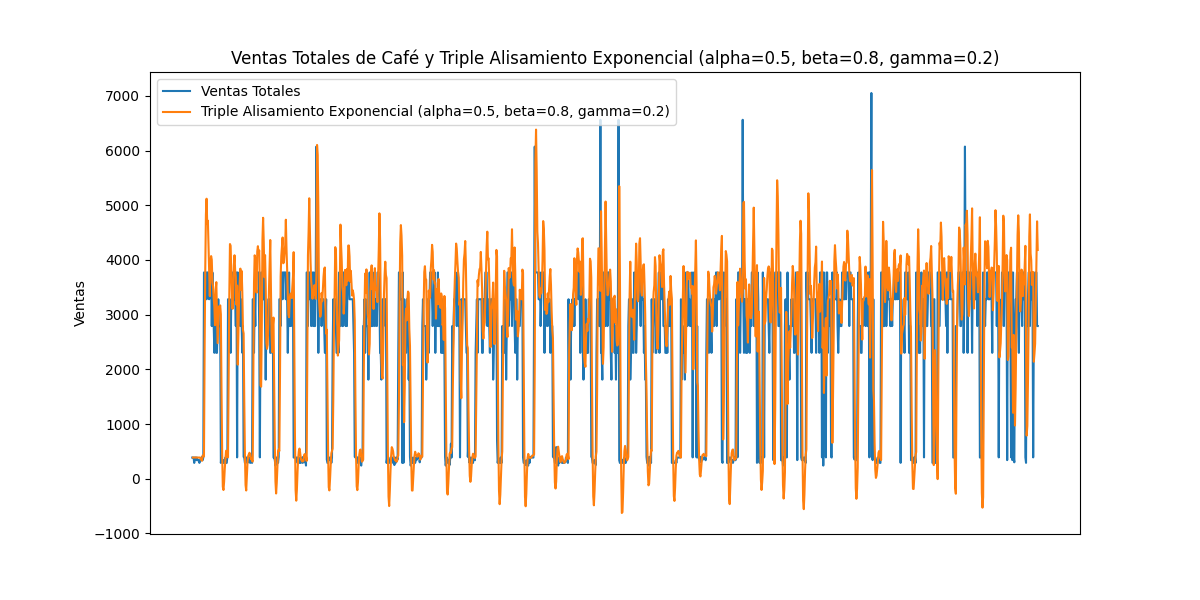 Ventas Totales de Café y Triple Alisamiento Exponencial (alpha=0.5, beta=0.8, gamma=0.2)
Ventas Totales
Triple Alisamiento Exponencial (alpha=0.5, beta=0.8, gamma=0.2)
7000
6000
5000
4000
3000
2000
1000
0
−1000
Ventas